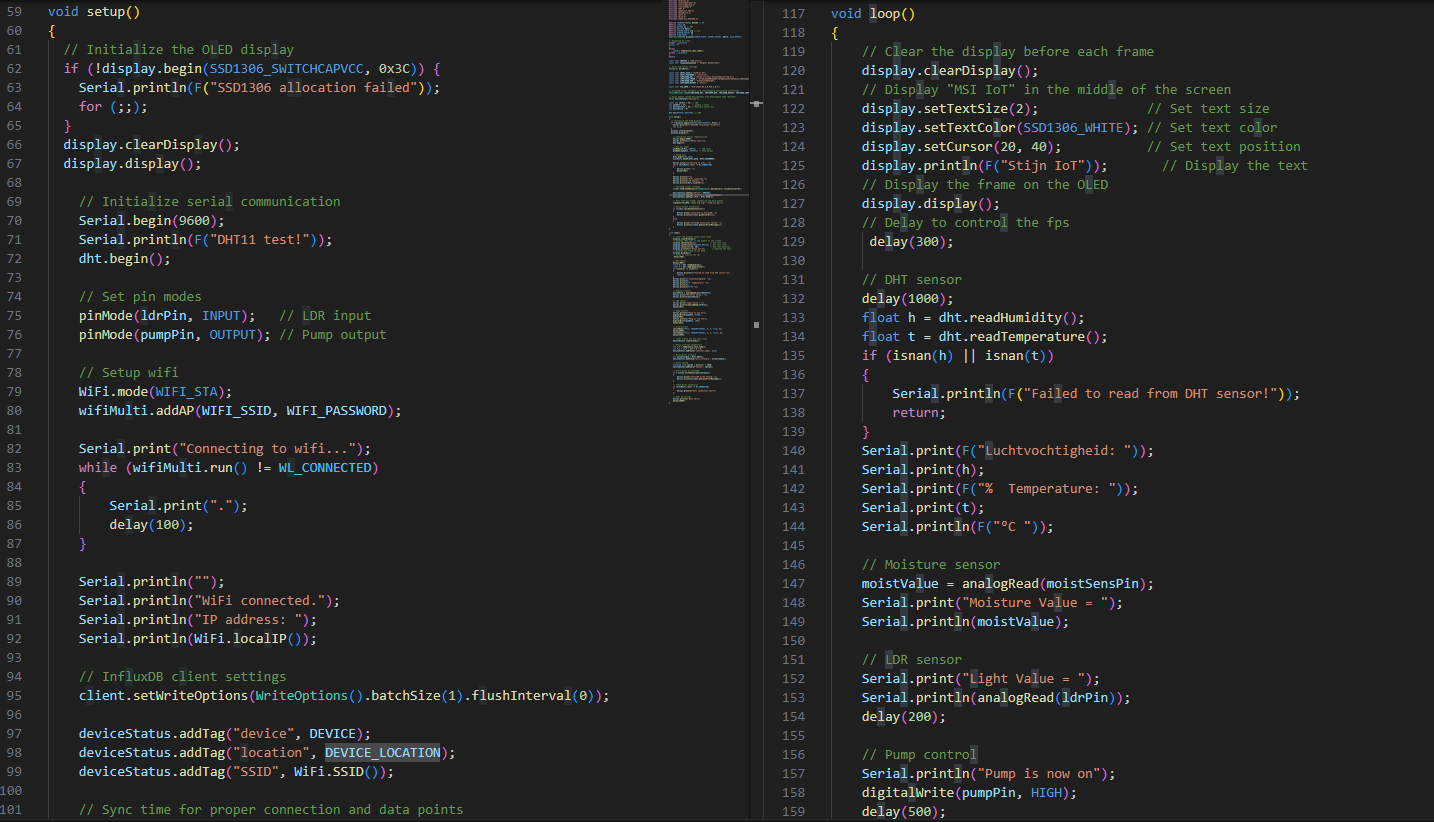 59 void setup()
60 {
61 // Initialize the OLED display
62 if (!display.begin(SSD1306_SWITCHCAPVCC, 0x3C)) {
63 Serial.println(F("SSD1306 allocation failed"));
64 for (;;);
65 }
66 display.clearDisplay();
67 display.display();
68
69 // Initialize serial communication
70 Serial.begin(9600);
71 Serial.println(F("DHT11 test!"));
72 dht.begin();
73
74 // Set pin modes
75 pinMode(ldrPin, INPUT); // LDR input
76 pinMode(pumpPin, OUTPUT); // Pump output
77
78 // Setup wifi
79 WiFi.mode(WIFI_STA);
80 wifiMulti.addAP(WIFI_SSID, WIFI_PASSWORD);
81
82 Serial.print("Connecting to wifi...");
83 while (wifiMulti.run() != WL_CONNECTED)
84 {
85 Serial.print(".");
86 delay(100);
87 }
88
89 Serial.println("");
90 Serial.println("WiFi connected.");
91 Serial.println("IP address: ");
92 Serial.println(WiFi.localIP());
93
94 // InfluxDB client settings
95 client.setWriteOptions(WriteOptions().batchSize(1).flushInterval(0));
96
97 deviceStatus.addTag("device", DEVICE);
98 deviceStatus.addTag("location", DEVICE_LOCATION);
99 deviceStatus.addTag("SSID", WiFi.SSID());
100
101 // Sync time for proper connection and data points
117 void loop()
118 {
119 // Clear the display before each frame
120 display.clearDisplay();
121 // Display "MSI IoT" in the middle of the screen
122 display.setTextSize(2); // Set text size
123 display.setTextColor(SSD1306_WHITE); // Set text color
124 display.setCursor(20, 40); // Set text position
125 display.println(F("Stijn IoT")); // Display the text
126 // Display the frame on the OLED
127 display.display();
128 // Delay to control the fps
129 delay(300);
130
131 // DHT sensor
132 delay(1000);
133 float h = dht.readHumidity();
134 float t = dht.readTemperature();
135 if (isnan(h) || isnan(t))
136 {
137 Serial.println(F("Failed to read from DHT sensor!"));
138 return;
139 }
140 Serial.print(F("Luchtvochtigheid: "));
141 Serial.print(h);
142 Serial.print(F("%  Temperature: "));
143 Serial.print(t);
144 Serial.println(F("°C "));
145
146 // Moisture sensor
147 moistValue = analogRead(moistSensPin);
148 Serial.print("Moisture Value = ");
149 Serial.println(moistValue);
150
151 // LDR sensor
152 Serial.print("Light Value = ");
153 Serial.println(analogRead(ldrPin));
154 delay(200);
155
156 // Pump control
157 Serial.println("Pump is now on");
158 digitalWrite(pumpPin, HIGH);
159 delay(500);